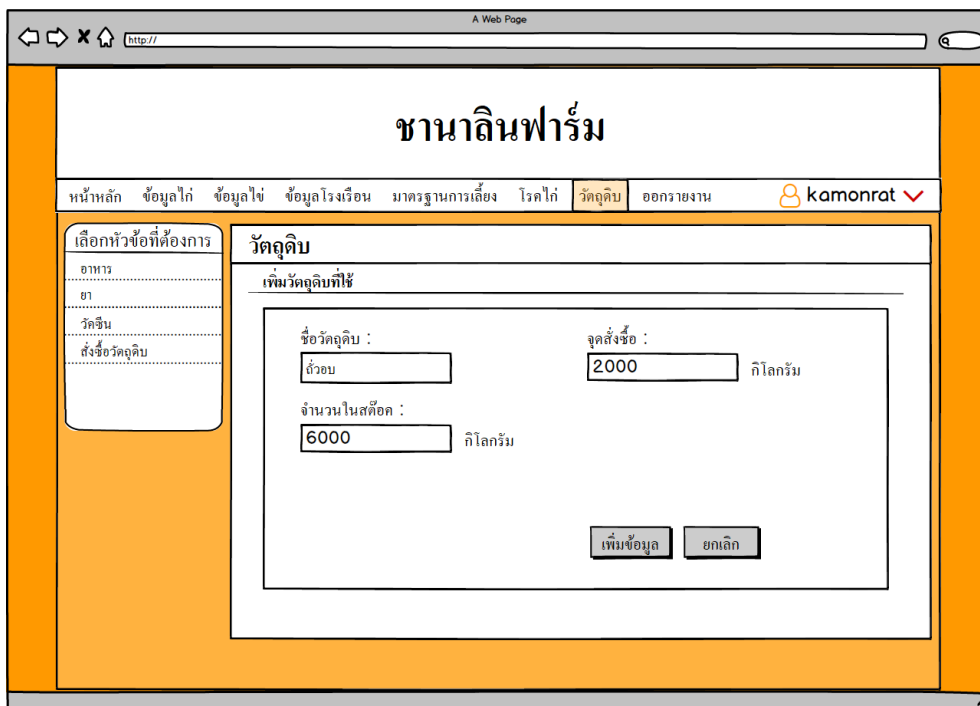 A Web Page
http://
ชานาลินฟาร์ม
หน้าหลัก ข้อมูลไก่ ข้อมูลไข่ ข้อมูลโรงเรือน มาตรฐานการเลี้ยง โรคไก่ วัตถุดิบ ออกรายงาน kamonrat
เลือกหัวข้อที่ต้องการ
อาหาร
ยา
วัคซีน
สั่งซื้อวัตถุดิบ
วัตถุดิบ
เพิ่มวัตถุดิบที่ใช้
ชื่อวัตถุดิบ : จุดสั่งซื้อ :
ถั่วอบ 2000 กิโลกรัม
จำนวนในสต๊อค :
6000 กิโลกรัม
เพิ่มข้อมูล ยกเลิก